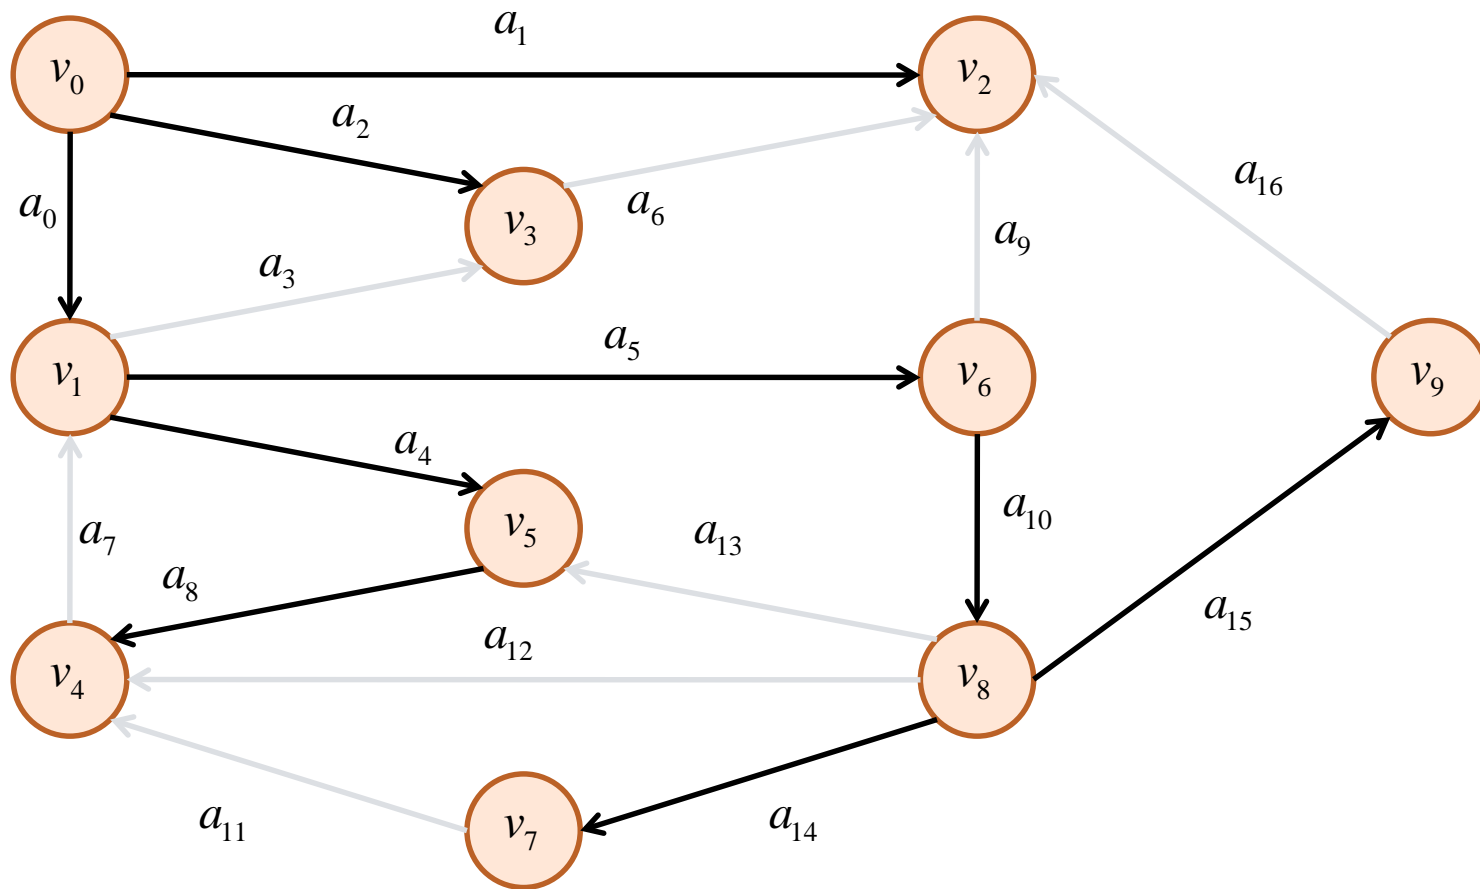 a₁
v₀
v₂
a₂
a₁₆
a₀
v₃
a₆
a₉
a₃
a₅
v₁
v₆
v₉
a₄
a₁₀
v₅
a₇
a₁₃
a₈
a₁₅
a₁₂
v₄
v₈
a₁₁
v₇
a₁₄